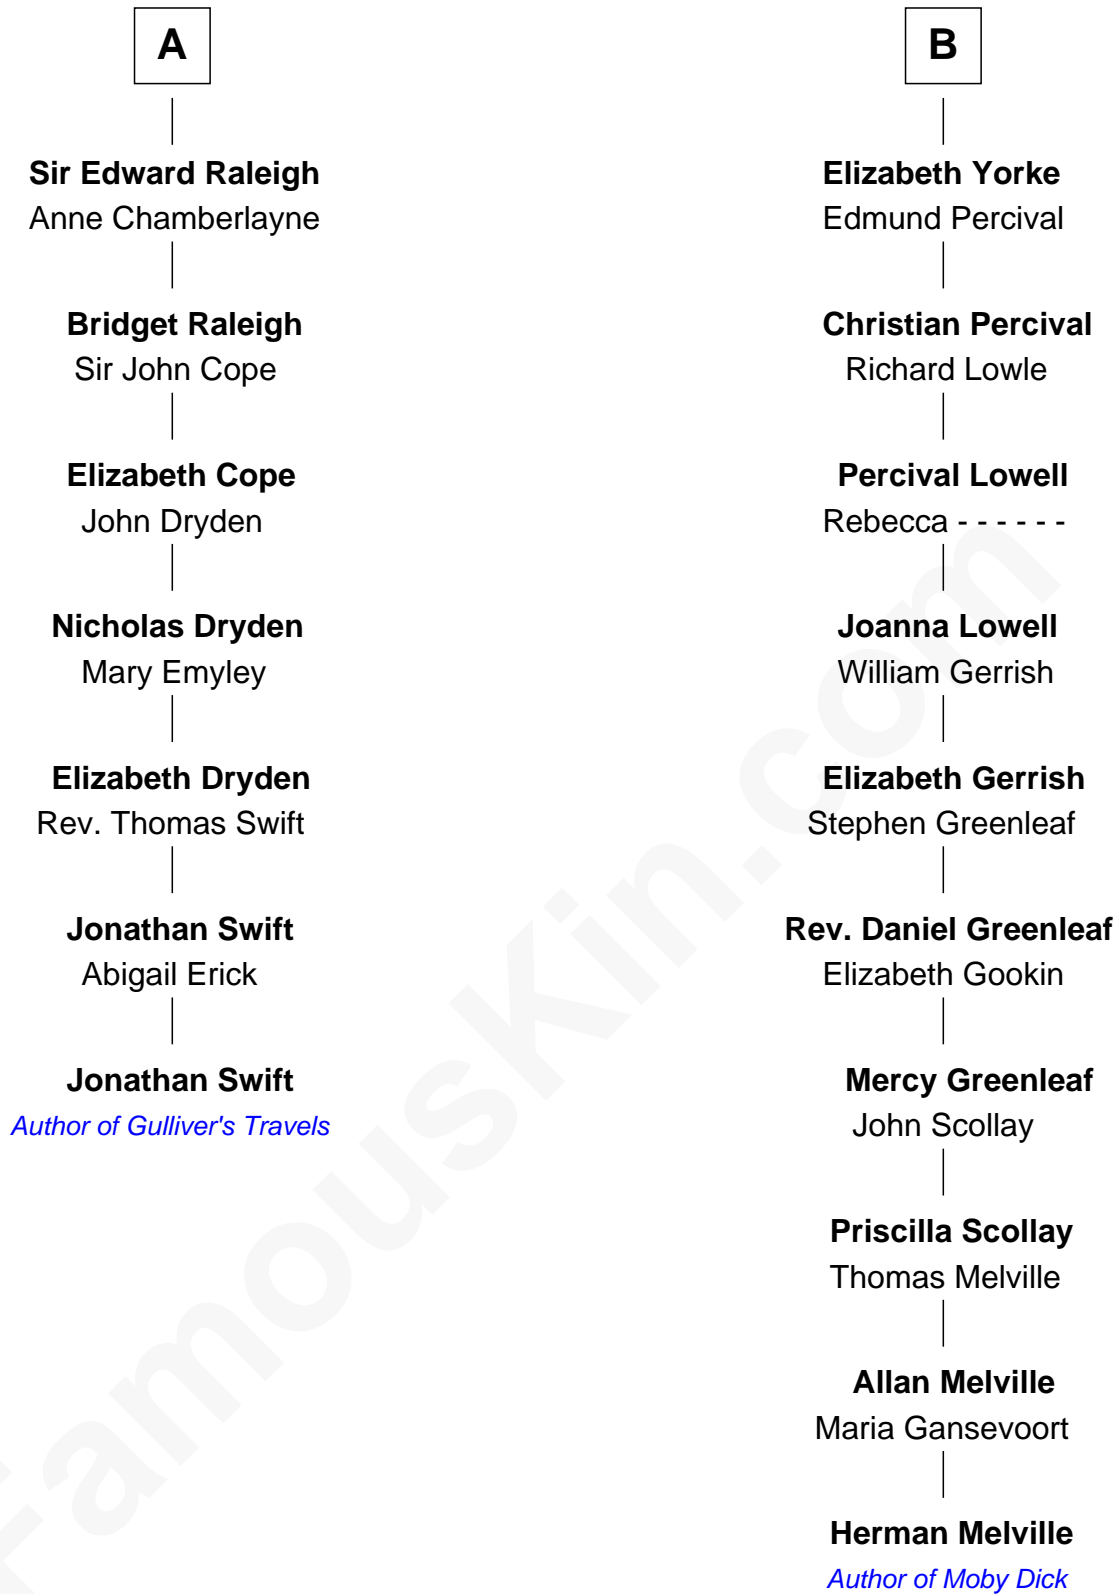 A
Sir Edward Raleigh
Anne Chamberlayne
Bridget Raleigh
Sir John Cope
Elizabeth Cope
John Dryden
Nicholas Dryden
Mary Emyley
Elizabeth Dryden
Rev. Thomas Swift
Jonathan Swift
Abigail Erick
Jonathan Swift
Author of Gulliver's Travels
B
Elizabeth Yorke
Edmund Percival
Christian Percival
Richard Lowle
Percival Lowell
Rebecca - - - - - -
Joanna Lowell
William Gerrish
Elizabeth Gerrish
Stephen Greenleaf
Rev. Daniel Greenleaf
Elizabeth Gookin
Mercy Greenleaf
John Scollay
Priscilla Scollay
Thomas Melville
Allan Melville
Maria Gansevoort
Herman Melville
Author of Moby Dick
FamousKin.com